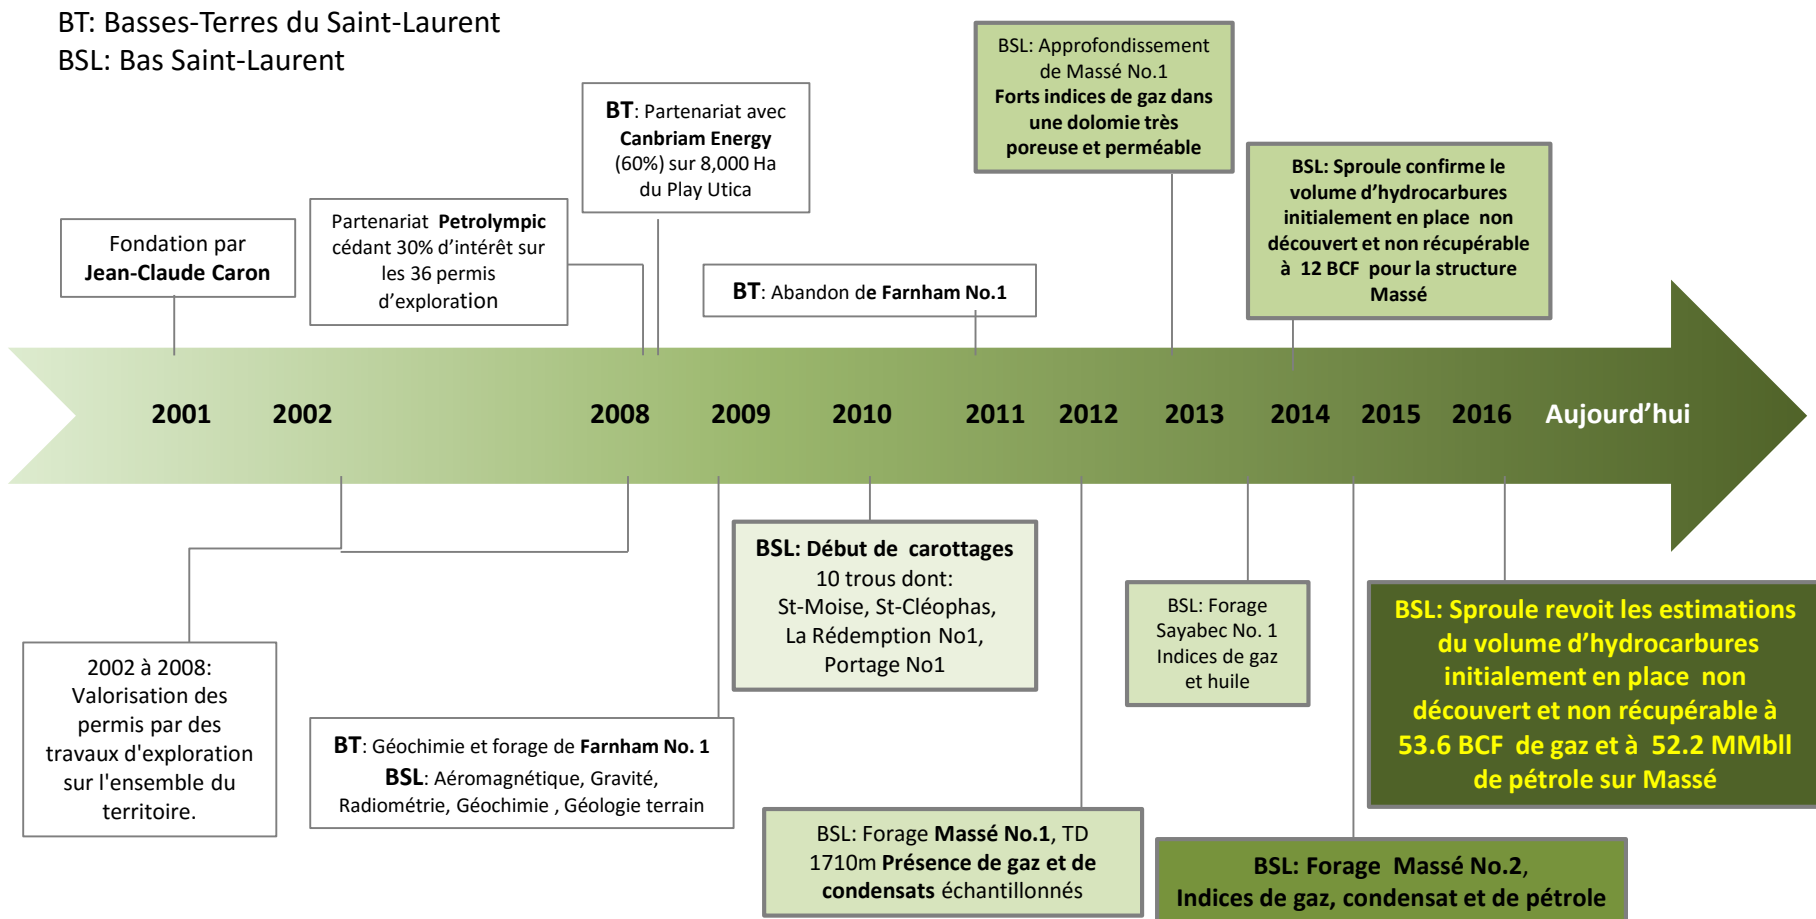 BT: Basses-Terres du Saint-Laurent
BSL: Bas Saint-Laurent
Fondation par
Jean-Claude Caron
Partenariat Petrolympic
cédant 30% d'intérêt sur
les 36 permis
d'exploration
BT: Partenariat avec
Canbriam Energy
(60%) sur 8,000 Ha
du Play Utica
BT: Abandon de Farnham No.1
BSL: Approfondissement
de Massé No.1
Forts indices de gaz dans
une dolomie très
poreuse et perméable
BSL: Sproule confirme le
volume d'hydrocarbures
initialement en place non
découvert et non récupérable
à 12 BCF pour la structure
Massé
2001 2002 2008 2009 2010 2011 2012 2013 2014 2015 2016 Aujourd'hui
2002 à 2008:
Valorisation des
permis par des
travaux d'exploration
sur l'ensemble du
territoire.
BT: Géochimie et forage de Farnham No. 1
BSL: Aéromagnétique, Gravité,
Radiométrie, Géochimie , Géologie terrain
BSL: Début de carottages
10 trous dont:
St-Moise, St-Cléophas,
La Rédemption No1,
Portage No1
BSL: Forage Massé No.1, TD
1710m Présence de gaz et de
condensats échantillonnés
BSL: Forage
Sayabec No. 1
Indices de gaz
et huile
BSL: Forage Massé No.2,
Indices de gaz, condensat et de pétrole
BSL: Sproule revoit les estimations
du volume d'hydrocarbures
initialement en place non
découvert et non récupérable à
53.6 BCF de gaz et à 52.2 MMbll
de pétrole sur Massé